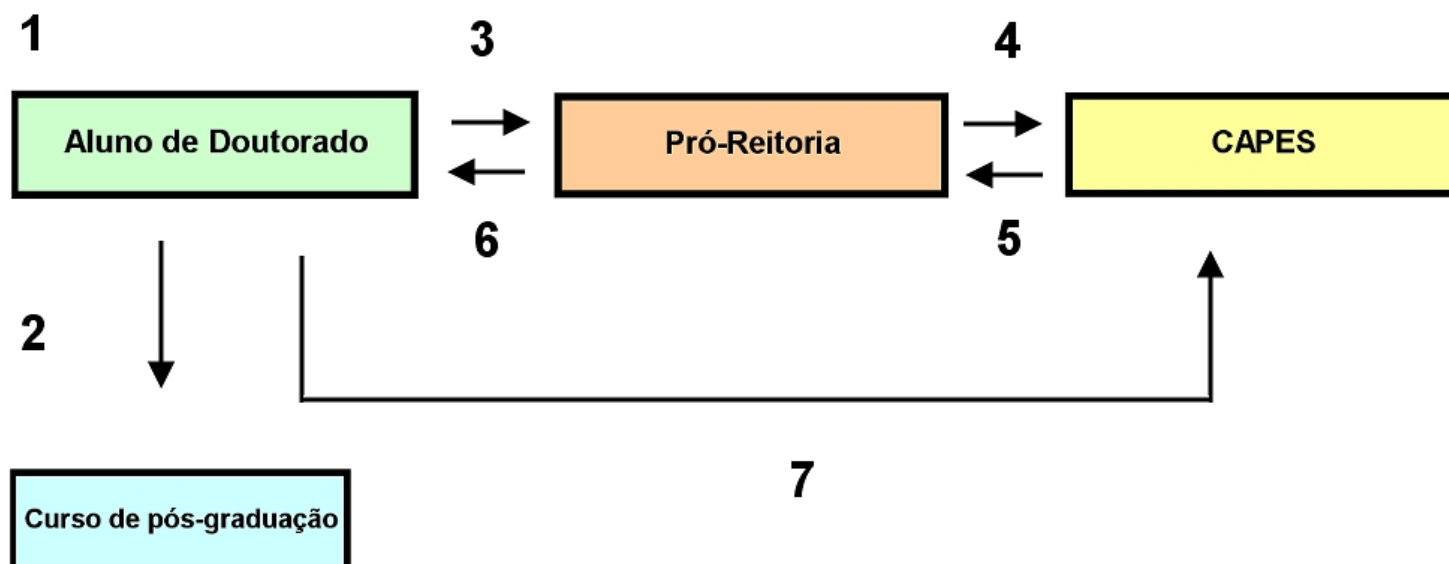 1
3
4
Aluno de Doutorado
Pró-Reitoria
CAPES
6
5
2
7
Curso de pós-graduação